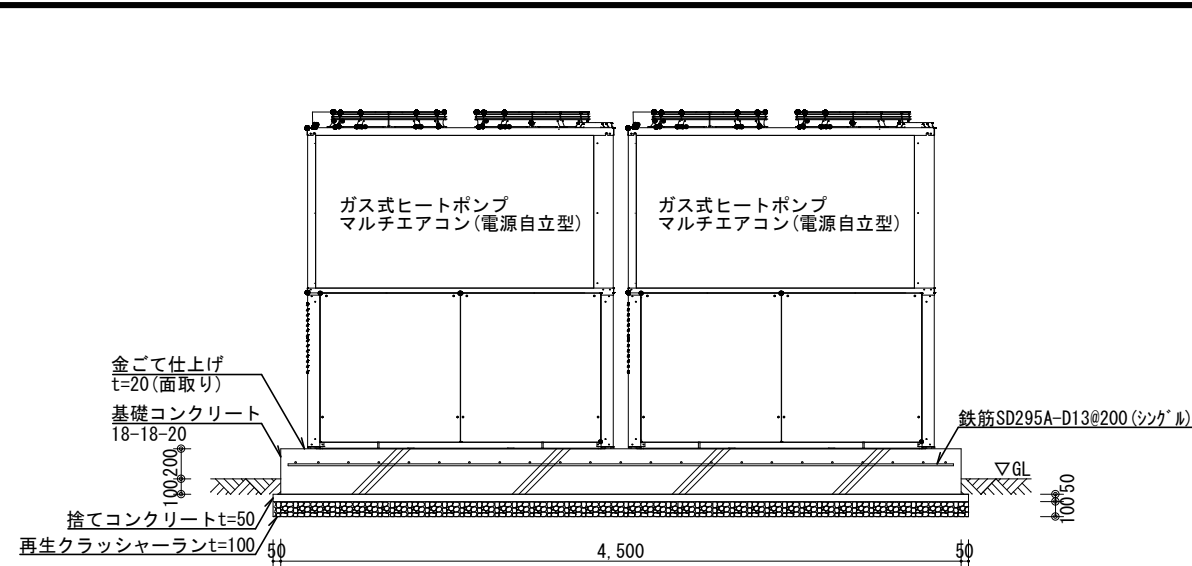 ガス式ヒートポンプ
マルチエアコン(電源自立型)
ガス式ヒートポンプ
マルチエアコン(電源自立型)
金ごて仕上げ
t=20(面取り)
基礎コンクリート
18-18-20
鉄筋SD295A-D13@200(シングル)
▽GL
200
100
50
100
捨てコンクリートt=50
再生クラッシャーランt=100
50
4,500
50